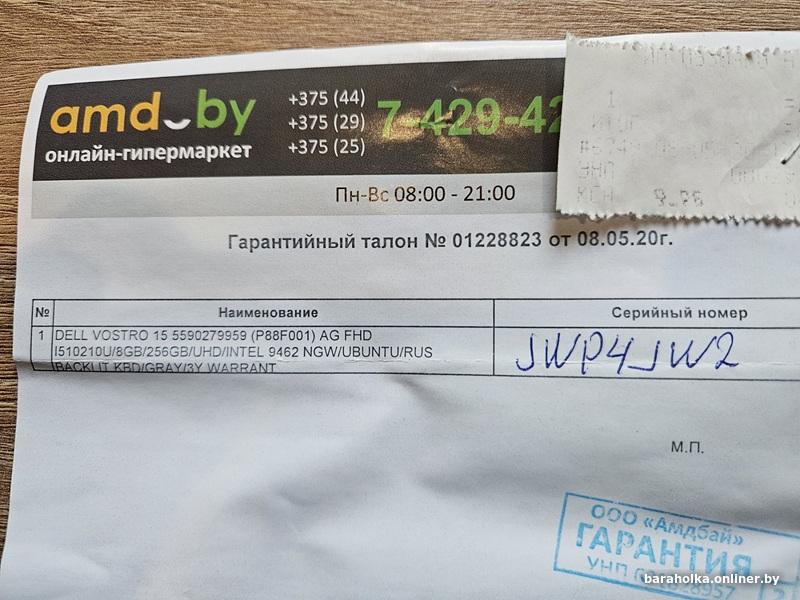 amd.by
онлайн-гипермаркет
+375 (44)
+375 (29)
+375 (25)
7-429-42
Пн-Вс 08:00 - 21:00
Гарантийный талон № 01228823 от 08.05.20г.
№ Наименование Серийный номер
1 DELL VOSTRO 15 5590279959 (P88F001) AG FHD
I510210U/8GB/256GB/UHD/INTEL 9462 NGW/UBUNTU/RUS
BACKLIT KBD/GRAY/3Y WARRANT
JWP4JW2
М.П.
ООО «Амдбай»
ГАРАНТИЯ
УНП
baraholka.onliner.by